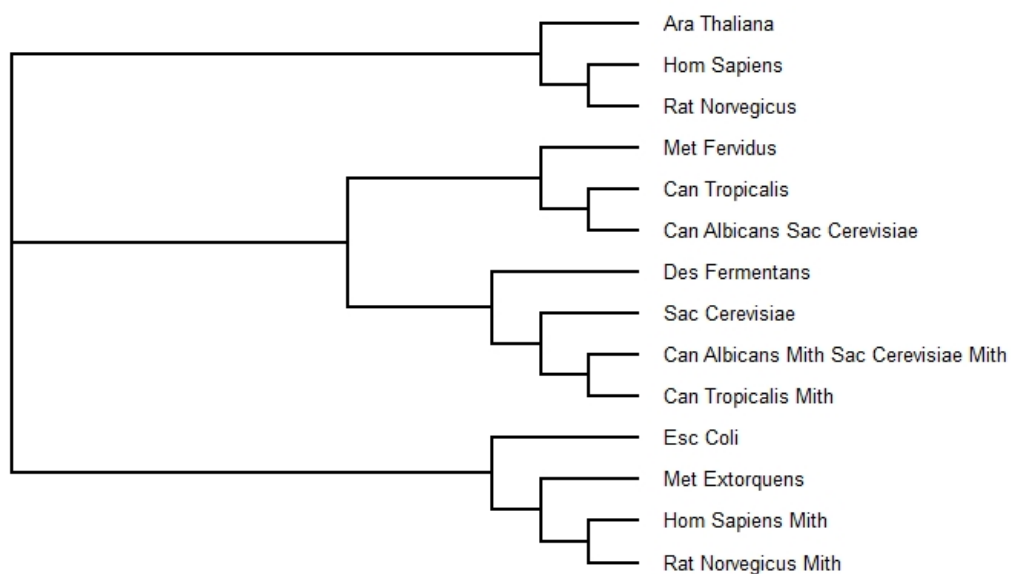 Ara Thaliana
Hom Sapiens
Rat Norvegicus
Met Fervidus
Can Tropicalis
Can Albicans Sac Cerevisiae
Des Fermentans
Sac Cerevisiae
Can Albicans Mith Sac Cerevisiae Mith
Can Tropicalis Mith
Esc Coli
Met Extorquens
Hom Sapiens Mith
Rat Norvegicus Mith